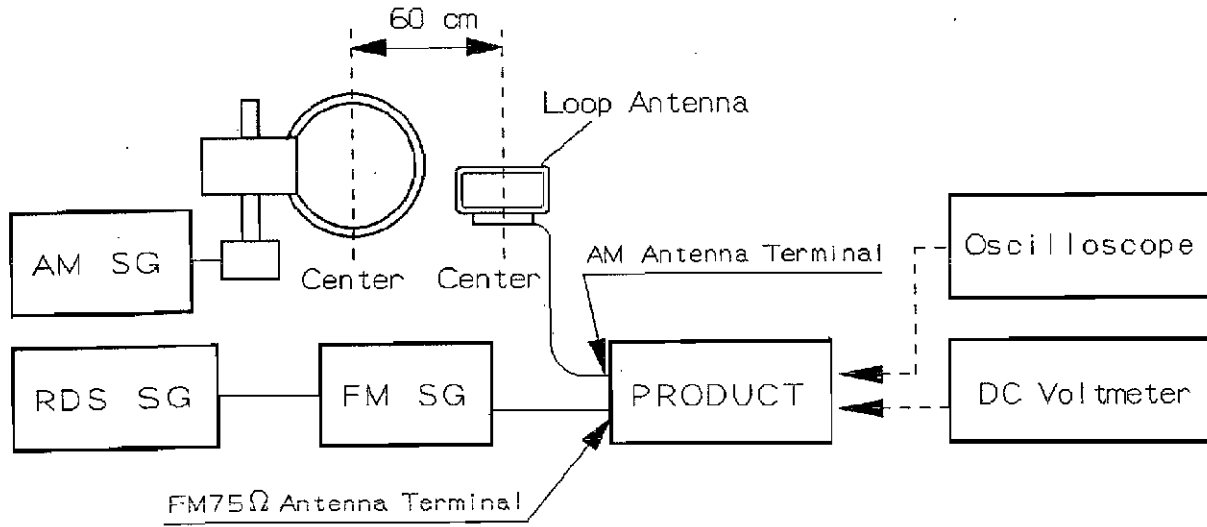 60 cm
Loop Antenna
AM SG
Center
Center
AM Antenna Terminal
Oscilloscope
RDS SG
FM SG
PRODUCT
DC Voltmeter
FM75Ω Antenna Terminal